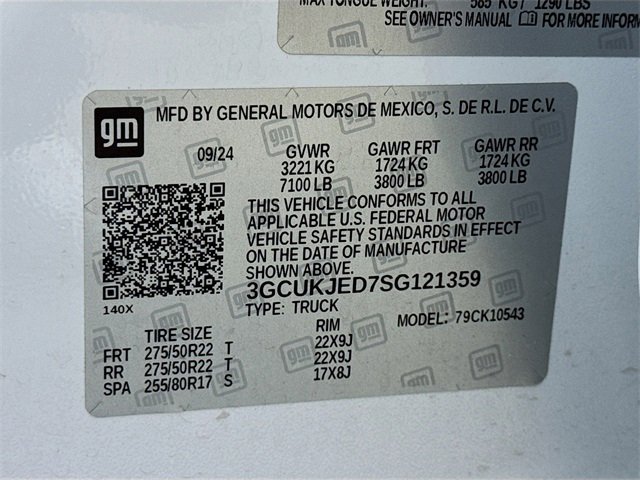 MAX TONGUE WEIGHT: 585 KG / 1290 LBS
SEE OWNER'S MANUAL FOR MORE INFORM
gm
MFD BY GENERAL MOTORS DE MEXICO, S. DE R.L. DE C.V.
09/24 GVWR GAWR FRT GAWR RR
3221 KG 1724 KG 1724 KG
7100 LB 3800 LB 3800 LB
THIS VEHICLE CONFORMS TO ALL
APPLICABLE U.S. FEDERAL MOTOR
VEHICLE SAFETY STANDARDS IN EFFECT
ON THE DATE OF MANUFACTURE
SHOWN ABOVE.
3GCUKJED7SG121359
140X
TYPE: TRUCK MODEL: 79CK10543
TIRE SIZE RIM
FRT 275/50R22 T 22X9J
RR 275/50R22 T 22X9J
SPA 255/80R17 S 17X8J